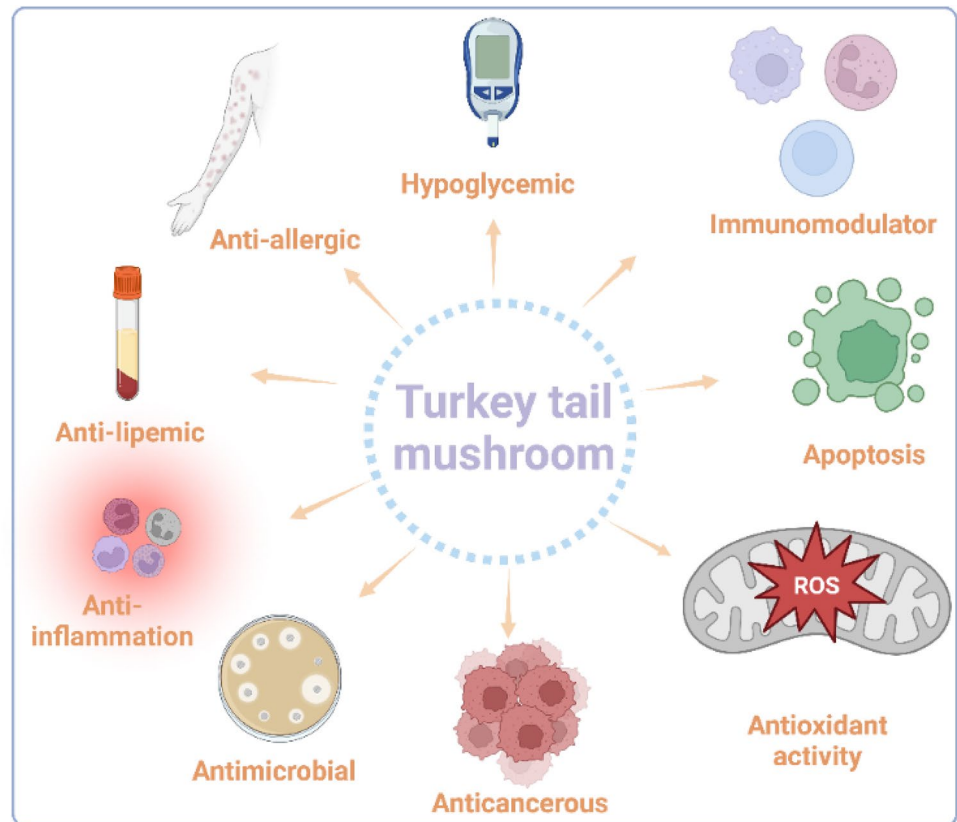 Hypoglycemic
Immunomodulator
Anti-allergic
Turkey tail
mushroom
Anti-lipemic
Apoptosis
ROS
Anti-
inflammation
Antimicrobial
Anticancerous
Antioxidant
activity